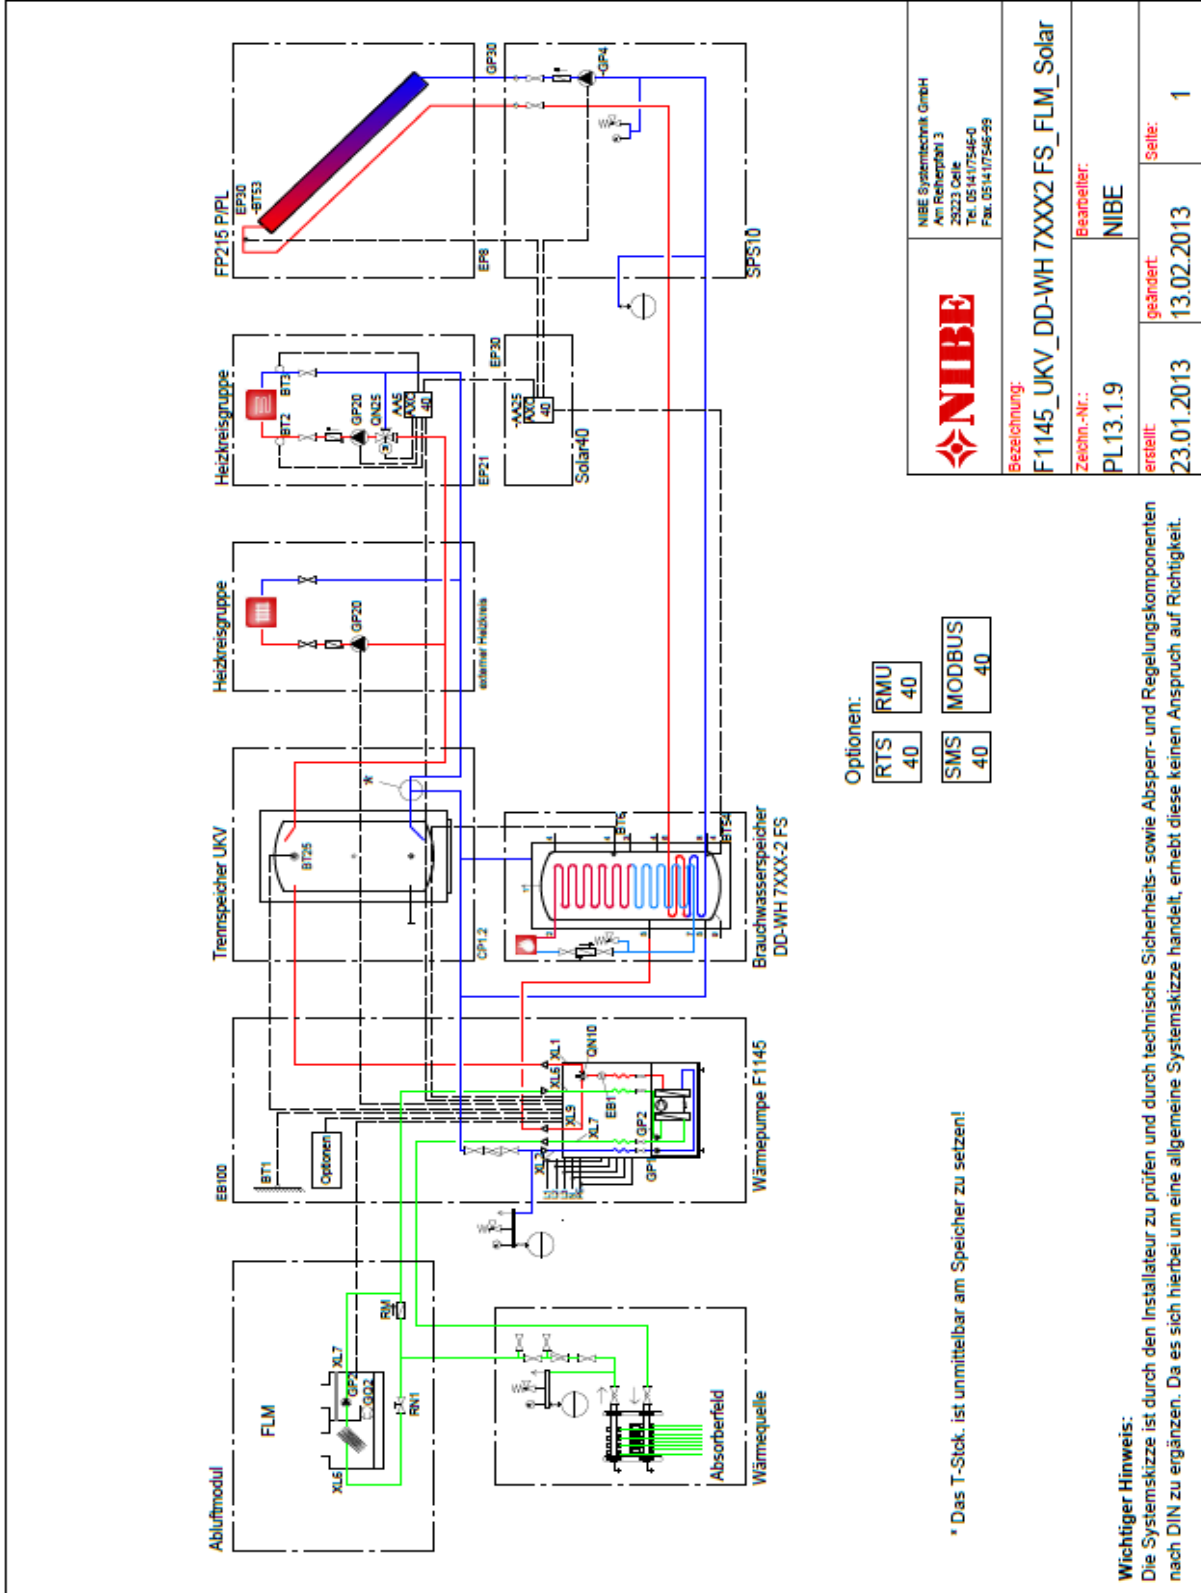 Abluftmodul
FLM
XL6
XL7
GP2
GQ2
RN1
RM
Absorberfeld
Wärmequelle
EB100
BT1
Optionen
XL2
XL9
XL7
XL6
XL1
QN10
EB1
GP2
GP1
Wärmepumpe F1145
Trennspeicher UKV
BT25
*
CP1.2
BT6
BT54
Brauchwasserspeicher
DD-WH 7XXX-2 FS
Heizkreisgruppe
GP20
externer Heizkreis
Heizkreisgruppe
BT2
BT3
GP20
QN25
AA5
AXC
40
EP21
EP30
-AA25
AXC
40
Solar40
FP215 P/PL
EP30
-BT53
EP8
GP30
-GP4
SPS10
Optionen:
RTS
40
RMU
40
SMS
40
MODBUS
40
* Das T-Stck. ist unmittelbar am Speicher zu setzen!
Wichtiger Hinweis:
Die Systemskizze ist durch den Installateur zu prüfen und durch technische Sicherheits- sowie Absperr- und Regelungskomponenten
nach DIN zu ergänzen. Da es sich hierbei um eine allgemeine Systemskizze handelt, erhebt diese keinen Anspruch auf Richtigkeit.
NIBE
NIBE Systemtechnik GmbH
Am Reiherpfahl 3
29223 Celle
Tel. 05141/7546-0
Fax. 05141/7546-99
Bezeichnung:
F1145_UKV_DD-WH 7XXX2 FS_FLM_Solar
Zeichn.-Nr.:
PL13.1.9
Bearbeiter:
NIBE
erstellt:
23.01.2013
geändert:
13.02.2013
Seite:
1